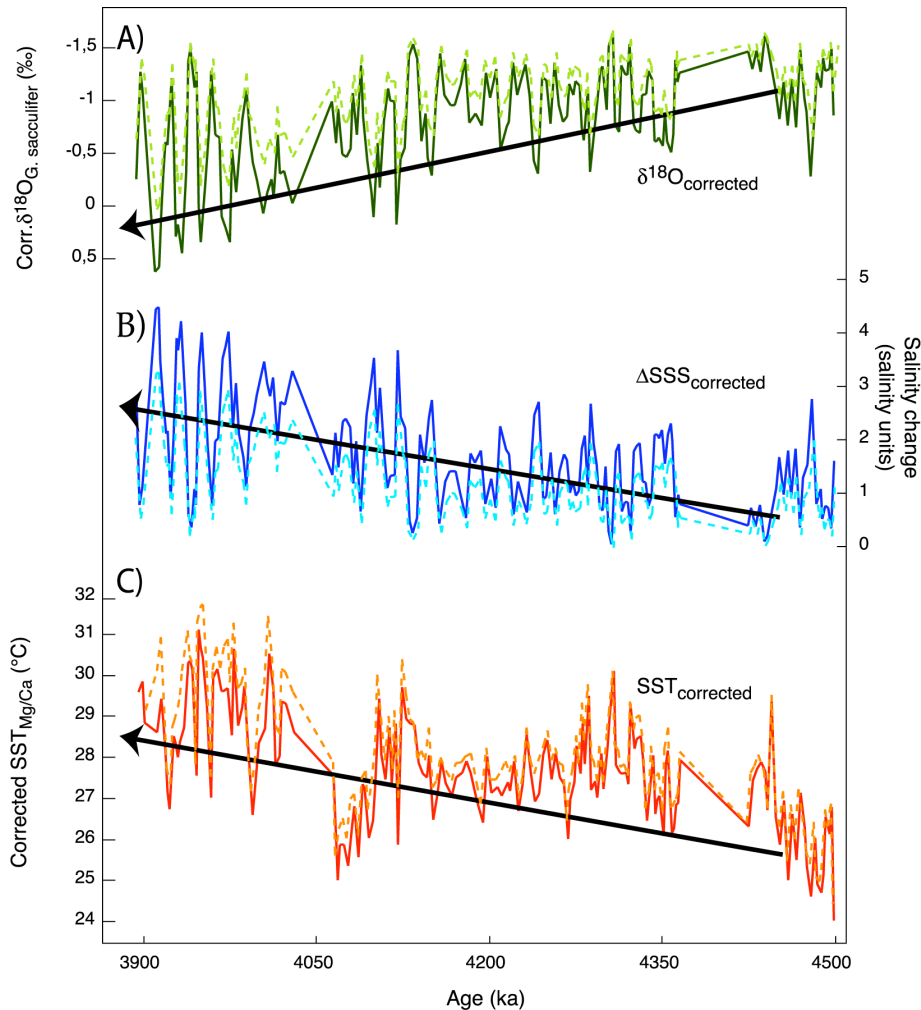 A)
-1,5
-1
-0,5
0
0,5
Corr.δ18OG. sacculifer (‰)
δ18Ocorrected
B)
5
4
3
2
1
0
Salinity change
(salinity units)
ΔSSScorrected
C)
32
31
30
29
28
27
26
25
24
Corrected SSTMg/Ca (°C)
SSTcorrected
3900 4050 4200 4350 4500
Age (ka)